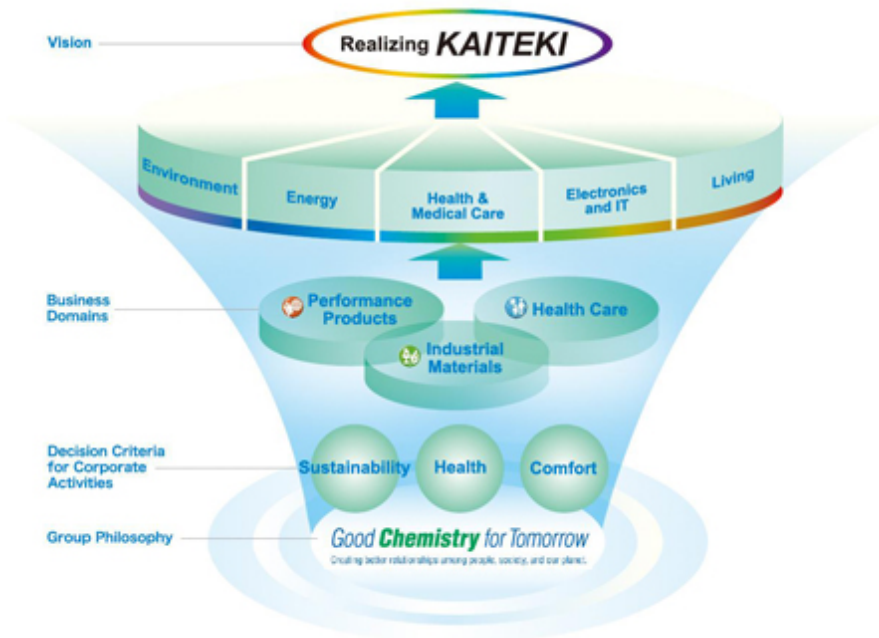 Vision
Realizing KAITEKI
Environment
Energy
Health &
Medical Care
Electronics
and IT
Living
Business
Domains
Performance
Products
Health Care
Industrial
Materials
Decision Criteria
for Corporate
Activities
Sustainability
Health
Comfort
Group Philosophy
Good Chemistry for Tomorrow
Creating better relationships among people, society, and our planet.